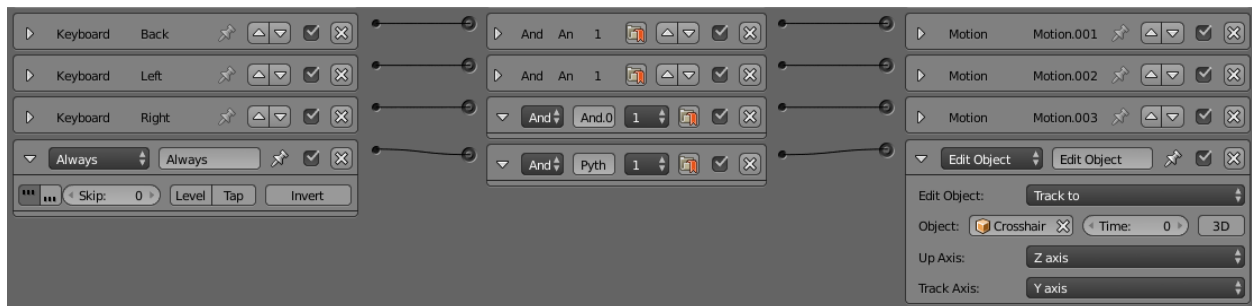 Keyboard Back And An 1 Motion Motion.001
Keyboard Left And An 1 Motion Motion.002
Keyboard Right And And.0 1 Motion Motion.003
Always Always And Pyth 1 Edit Object Edit Object
Skip: 0 Level Tap Invert Edit Object: Track to
Object: Crosshair Time: 0 3D
Up Axis: Z axis
Track Axis: Y axis